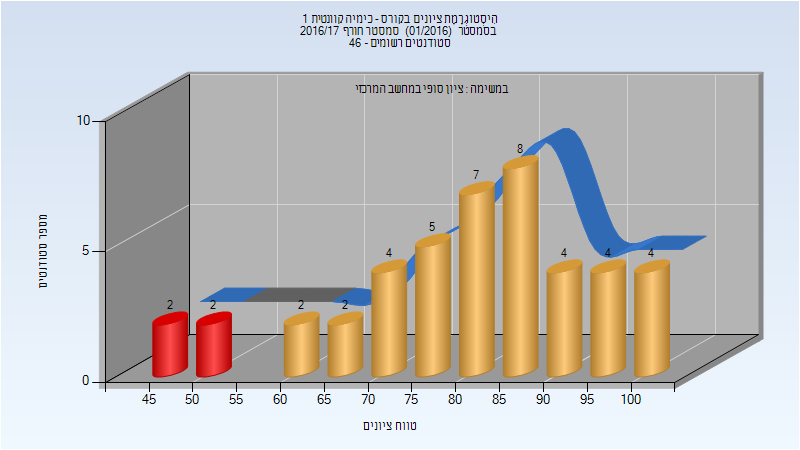 היסטוגרמת ציונים בקורס - כימיה קוונטית 1
בסמסטר (01/2016) סמסטר חורף 2016/17
סטודנטים רשומים - 46
במשימה : ציון סופי במחשב המרכזי
מספר סטודנטים
10
5
0
2
2
2
2
4
5
7
8
4
4
4
45 50 55 60 65 70 75 80 85 90 95 100
טווח ציונים